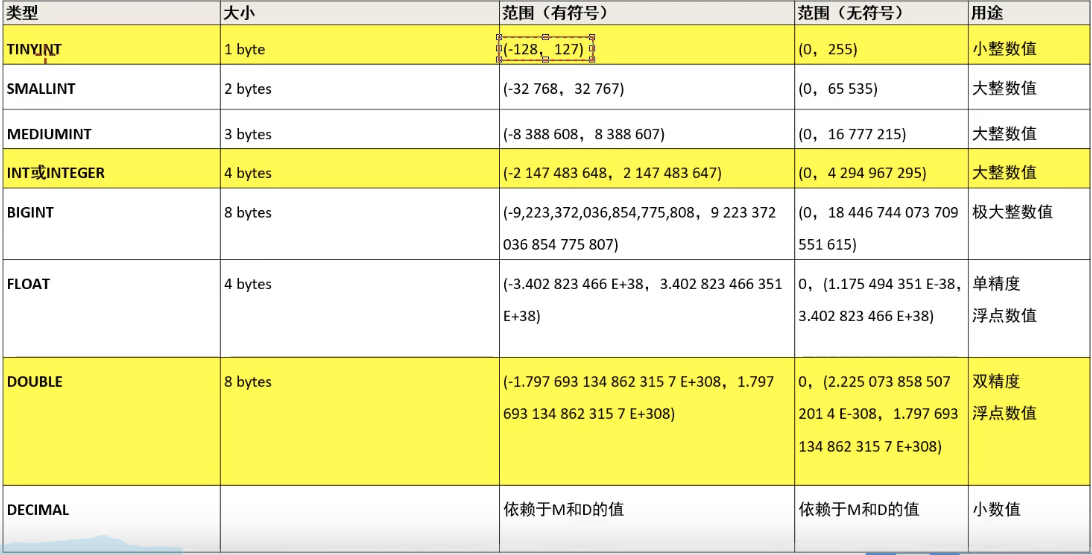 类型 大小 范围（有符号） 范围（无符号） 用途
TINYINT 1 byte (-128，127) (0，255) 小整数值
SMALLINT 2 bytes (-32 768，32 767) (0，65 535) 大整数值
MEDIUMINT 3 bytes (-8 388 608，8 388 607) (0，16 777 215) 大整数值
INT或INTEGER 4 bytes (-2 147 483 648，2 147 483 647) (0，4 294 967 295) 大整数值
BIGINT 8 bytes (-9,223,372,036,854,775,808，9 223 372 (0，18 446 744 073 709 极大整数值
036 854 775 807) 551 615)
FLOAT 4 bytes (-3.402 823 466 E+38，3.402 823 466 351 0，(1.175 494 351 E-38， 单精度
E+38) 3.402 823 466 E+38) 浮点数值
DOUBLE 8 bytes (-1.797 693 134 862 315 7 E+308，1.797 0，(2.225 073 858 507 双精度
693 134 862 315 7 E+308) 201 4 E-308，1.797 693 浮点数值
134 862 315 7 E+308)
DECIMAL 依赖于M和D的值 依赖于M和D的值 小数值